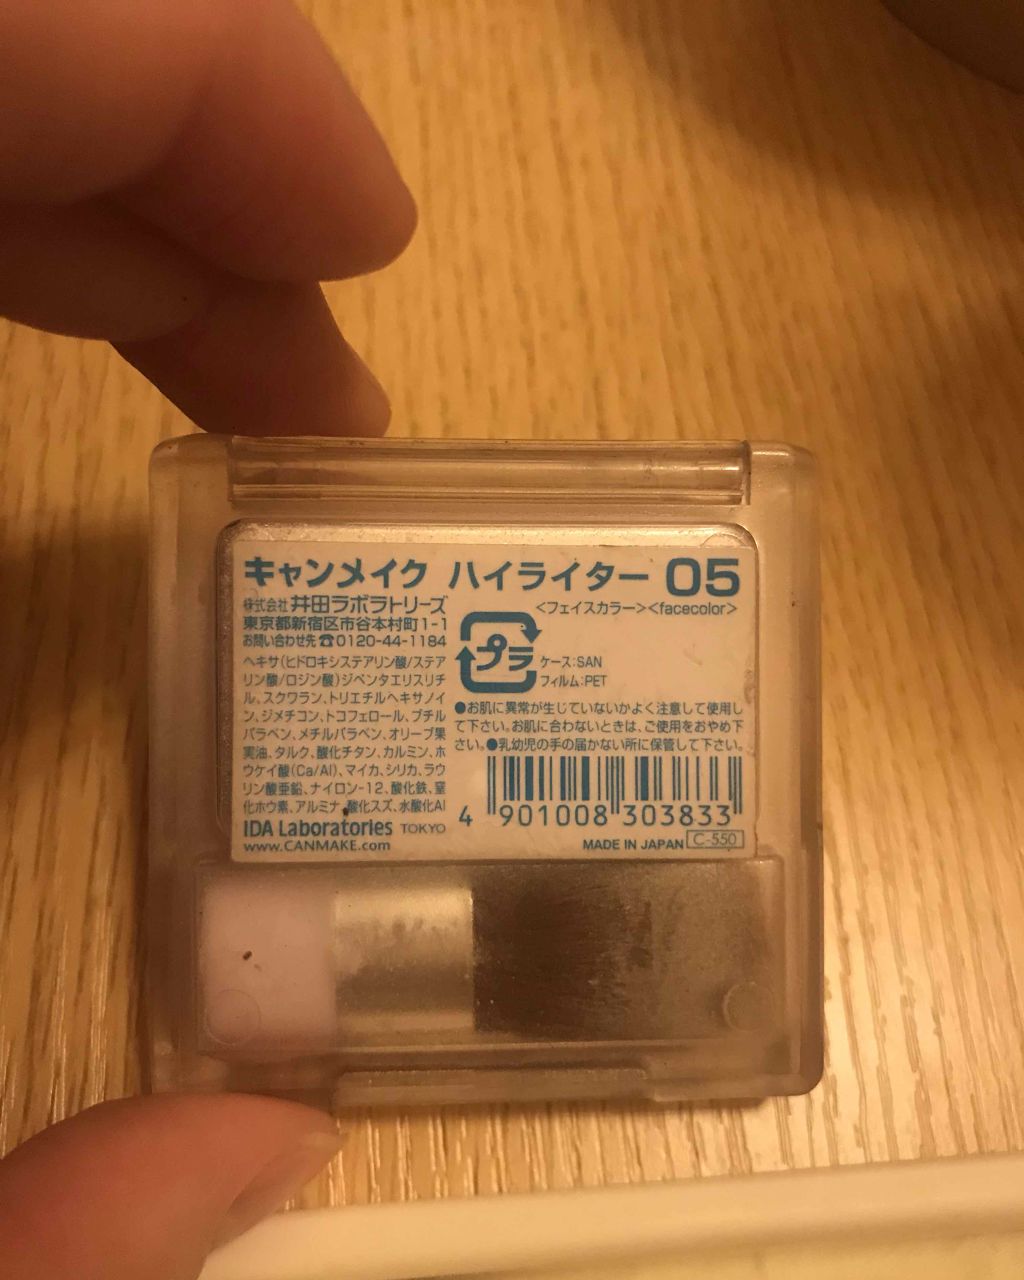 キャンメイク ハイライター 05
<フェイスカラー><facecolor>
株式会社 井田ラボラトリーズ
東京都新宿区市谷本村町1-1
お問い合わせ先☎0120-44-1184
ヘキサ(ヒドロキシステアリン酸/ステア
リン酸/ロジン酸)ジペンタエリスリチ
ル、スクワラン、トリエチルヘキサノイ
ン、ジメチコン、トコフェロール、ブチル
パラベン、メチルパラベン、オリーブ果
実油、タルク、酸化チタン、カルミン、ホ
ウケイ酸(Ca/Al)、マイカ、シリカ、ラウ
リン酸亜鉛、ナイロン-12、酸化鉄、窒
化ホウ素、アルミナ、酸化スズ、水酸化Al
IDA Laboratories TOKYO
www.CANMAKE.com
プラ
ケース:SAN
フィルム:PET
●お肌に異常が生じていないかよく注意して使用し
て下さい。お肌に合わないときは、ご使用をおやめ下
さい。●乳幼児の手の届かない所に保管して下さい。
4 901008 303833
MADE IN JAPAN C-550